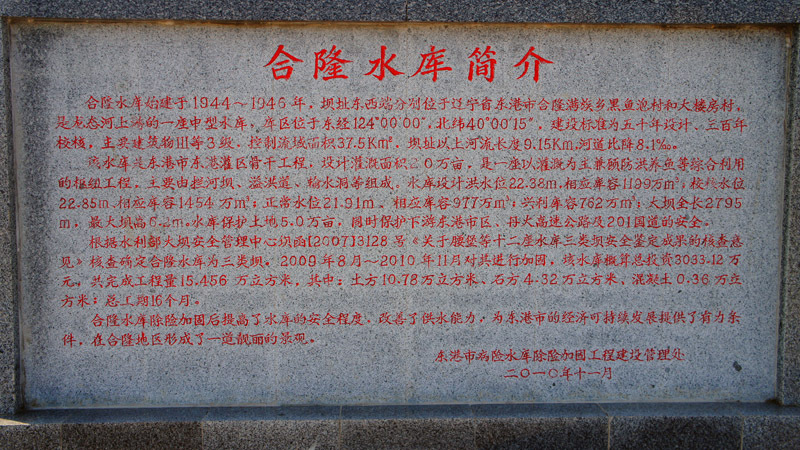 合隆水库简介
合隆水库始建于1944～1946年，坝址东西端分别位于辽宁省东港市合隆满族乡黑鱼泡村和大楼房村，
是龙态河上游的一座中型水库，库区位于东经124°00′00″，北纬40°00′15″，建设标准为五十年设计、三百年
校核，主要建筑物III等3级，控制流域面积37.5Km²，坝址以上河流长度9.15Km，河道比降8.1‰。
该水库是东港市东港灌区骨干工程，设计灌溉面积2.0万亩，是一座以灌溉为主兼顾防洪养鱼等综合利用
的枢纽工程，主要由拦河坝、溢洪道、输水洞等组成。水库设计洪水位22.38m，相应库容1199万m³；校核水位
22.85m，相应库容1454万m³；正常水位21.91m，相应库容977万m³；兴利库容762万m³；大坝全长2795
m，最大坝高6.2m。水库保护土地5.0万亩，同时保护下游东港市区、丹大高速公路及201国道的安全。
根据水利部大坝安全管理中心坝函[2007]3128号《关于腰堡等十二座水库三类坝安全鉴定成果的核查意
见》核查确定合隆水库为三类坝。2009年8月～2010年11月对其进行加固，该水库概算总投资3033.12万
元，共完成工程量15.456万立方米，其中：土方10.78万立方米、石方4.32万立方米，混凝土0.36万立
方米；总工期16个月。
合隆水库除险加固后提高了水库的安全程度，改善了供水能力，为东港市的经济可持续发展提供了有力条
件，在合隆地区形成了一道靓丽的景观。
东港市病险水库除险加固工程建设管理处
二〇一〇年十一月